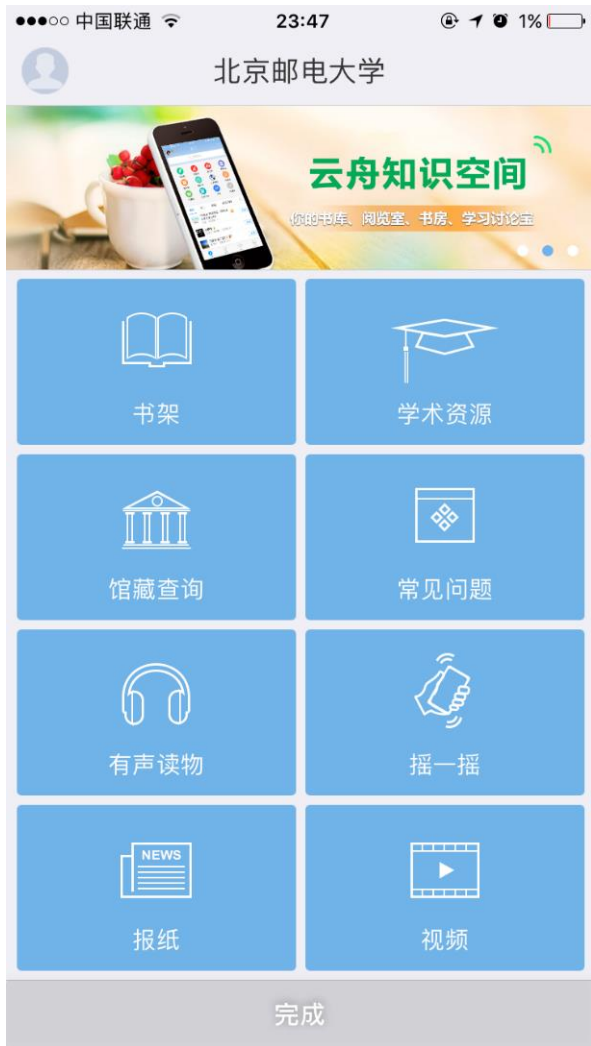 中国联通 23:47 1%
北京邮电大学
云舟知识空间
你的书库、阅览室、书房、学习讨论室
书架 学术资源
馆藏查询 常见问题
有声读物 摇一摇
NEWS
报纸 视频
完成